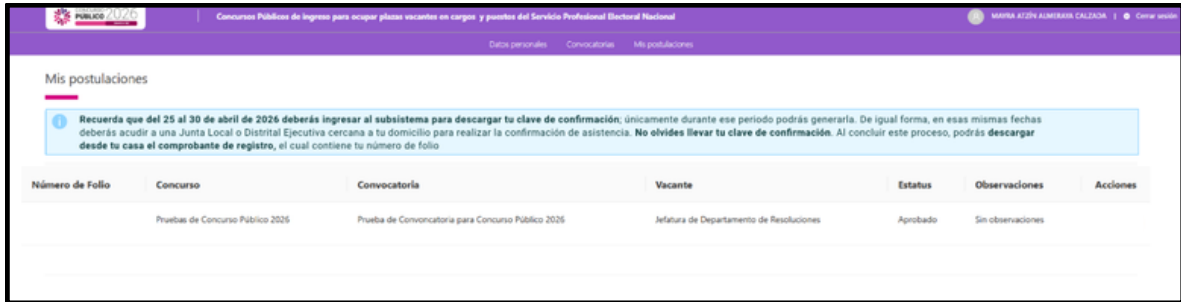 PÚBLICO 2026
Concursos Públicos de ingreso para ocupar plazas vacantes en cargos y puestos del Servicio Profesional Electoral Nacional
MAYRA ATZÍN ALMERAYA CALZADA | Cerrar sesión
Datos personales Convocatorias Mis postulaciones
Mis postulaciones
Recuerda que del 25 al 30 de abril de 2026 deberás ingresar al subsistema para descargar tu clave de confirmación; únicamente durante ese periodo podrás generarla. De igual forma, en esas mismas fechas
deberás acudir a una Junta Local o Distrital Ejecutiva cercana a tu domicilio para realizar la confirmación de asistencia. No olvides llevar tu clave de confirmación. Al concluir este proceso, podrás descargar
desde tu casa el comprobante de registro, el cual contiene tu número de folio
Número de Folio Concurso Convocatoria Vacante Estatus Observaciones Acciones
Pruebas de Concurso Público 2026 Prueba de Convoncatoria para Concurso Público 2026 Jefatura de Departamento de Resoluciones Aprobado Sin observaciones